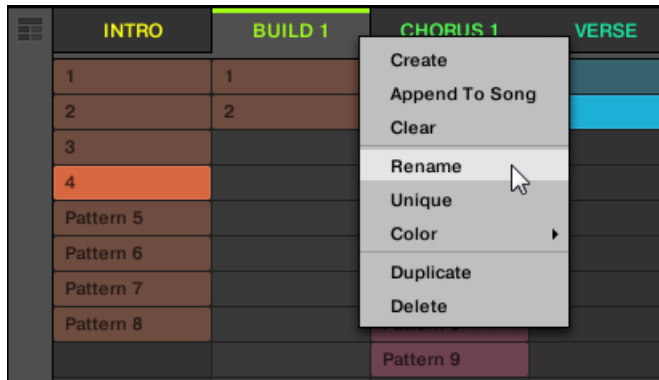 INTRO
BUILD 1
CHORUS 1
VERSE
1
1
2
2
3
4
Pattern 5
Pattern 6
Pattern 7
Pattern 8
Create
Append To Song
Clear
Rename
Unique
Color
Duplicate
Delete
Pattern 9